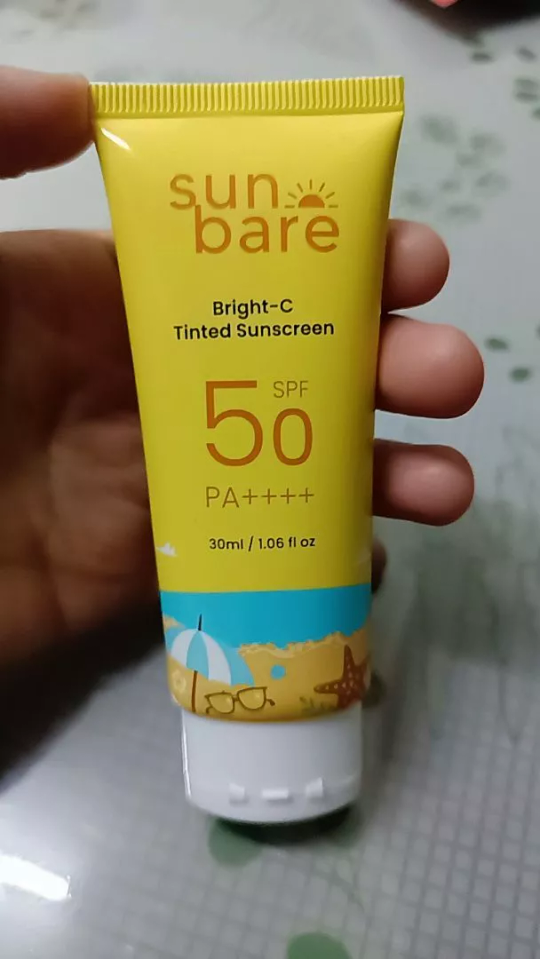 sun
bare
Bright-C
Tinted Sunscreen
SPF
50
PA++++
30ml / 1.06 fl oz